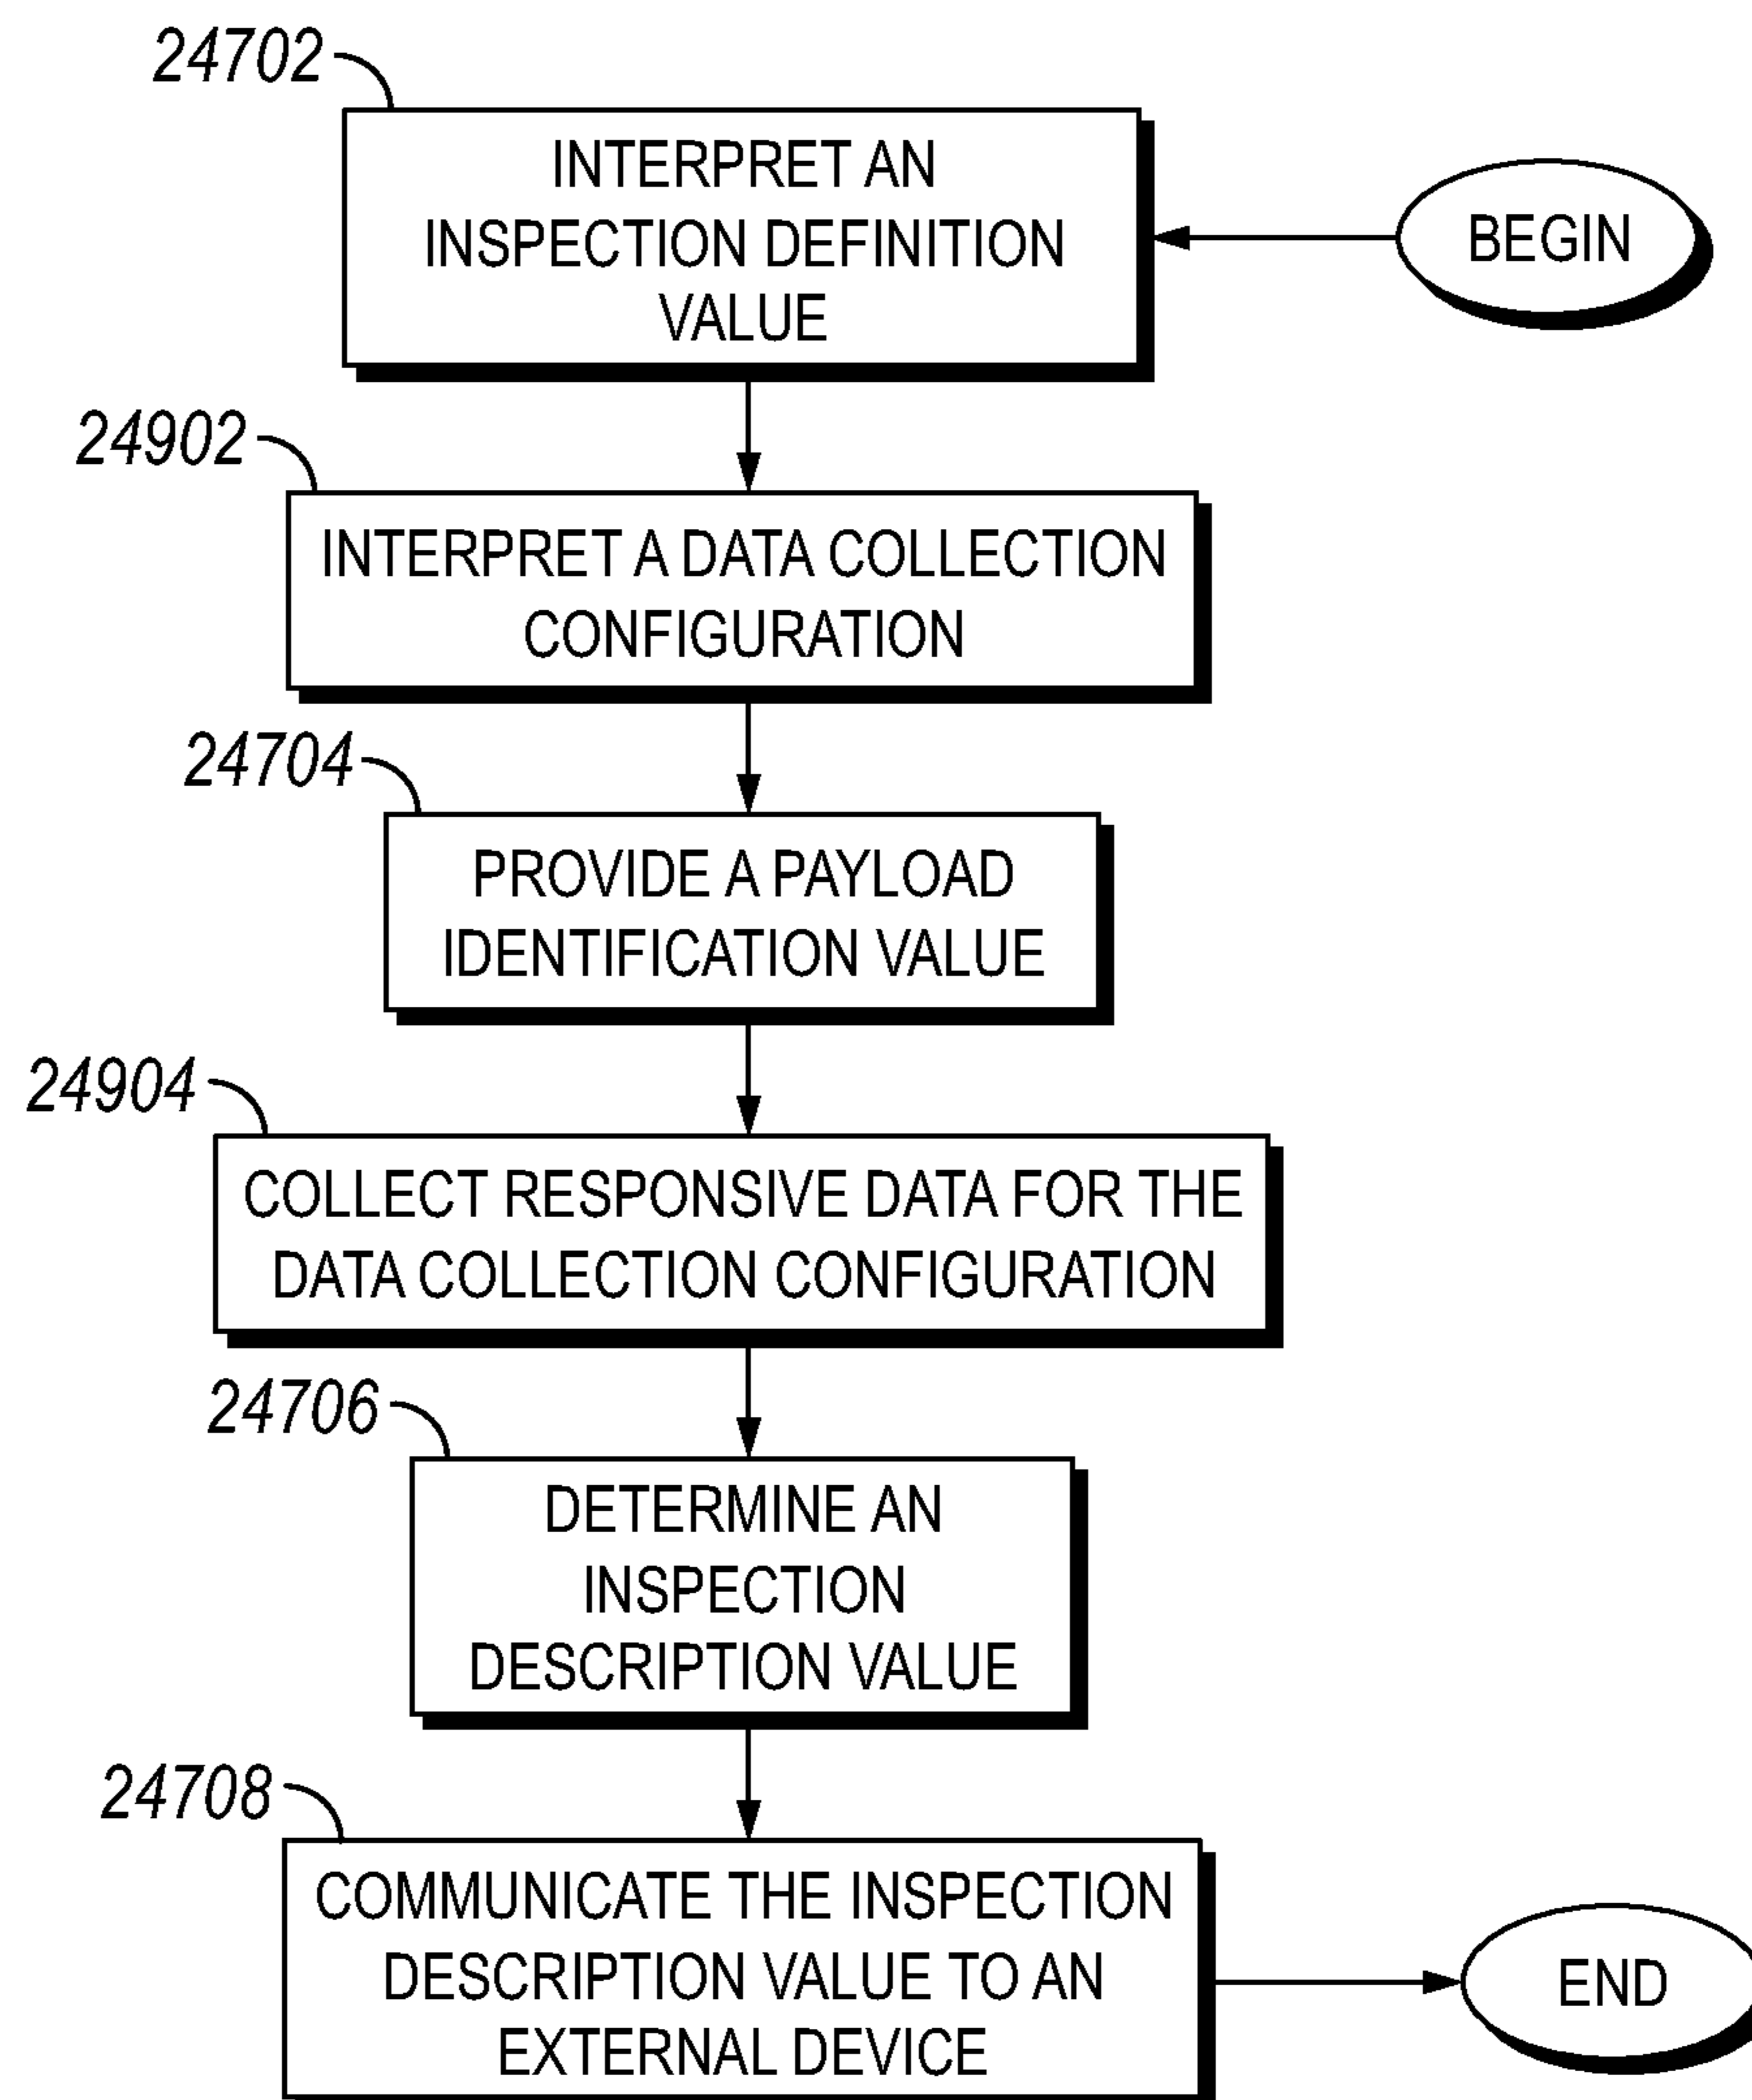 24702
INTERPRET AN
INSPECTION DEFINITION
VALUE
BEGIN
24902
INTERPRET A DATA COLLECTION
CONFIGURATION
24704
PROVIDE A PAYLOAD
IDENTIFICATION VALUE
24904
COLLECT RESPONSIVE DATA FOR THE
DATA COLLECTION CONFIGURATION
24706
DETERMINE AN
INSPECTION
DESCRIPTION VALUE
24708
COMMUNICATE THE INSPECTION
DESCRIPTION VALUE TO AN
EXTERNAL DEVICE
END